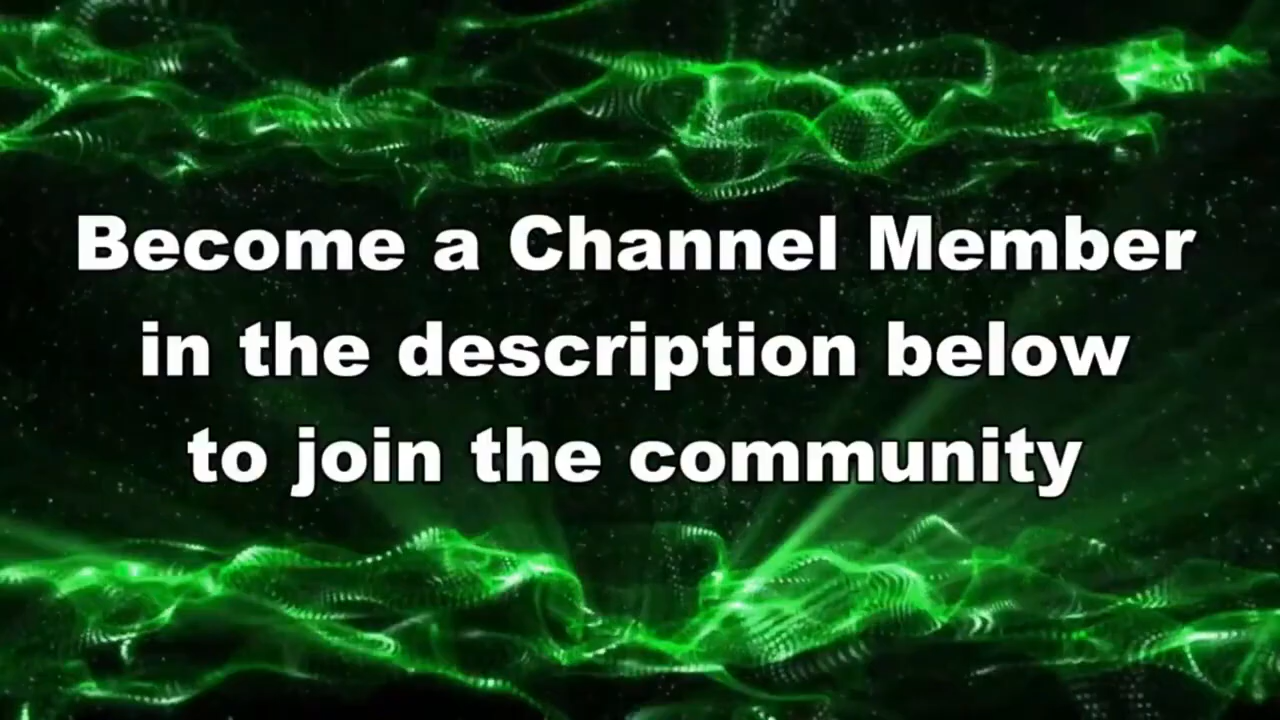 Become a Channel Member
in the description below
to join the community